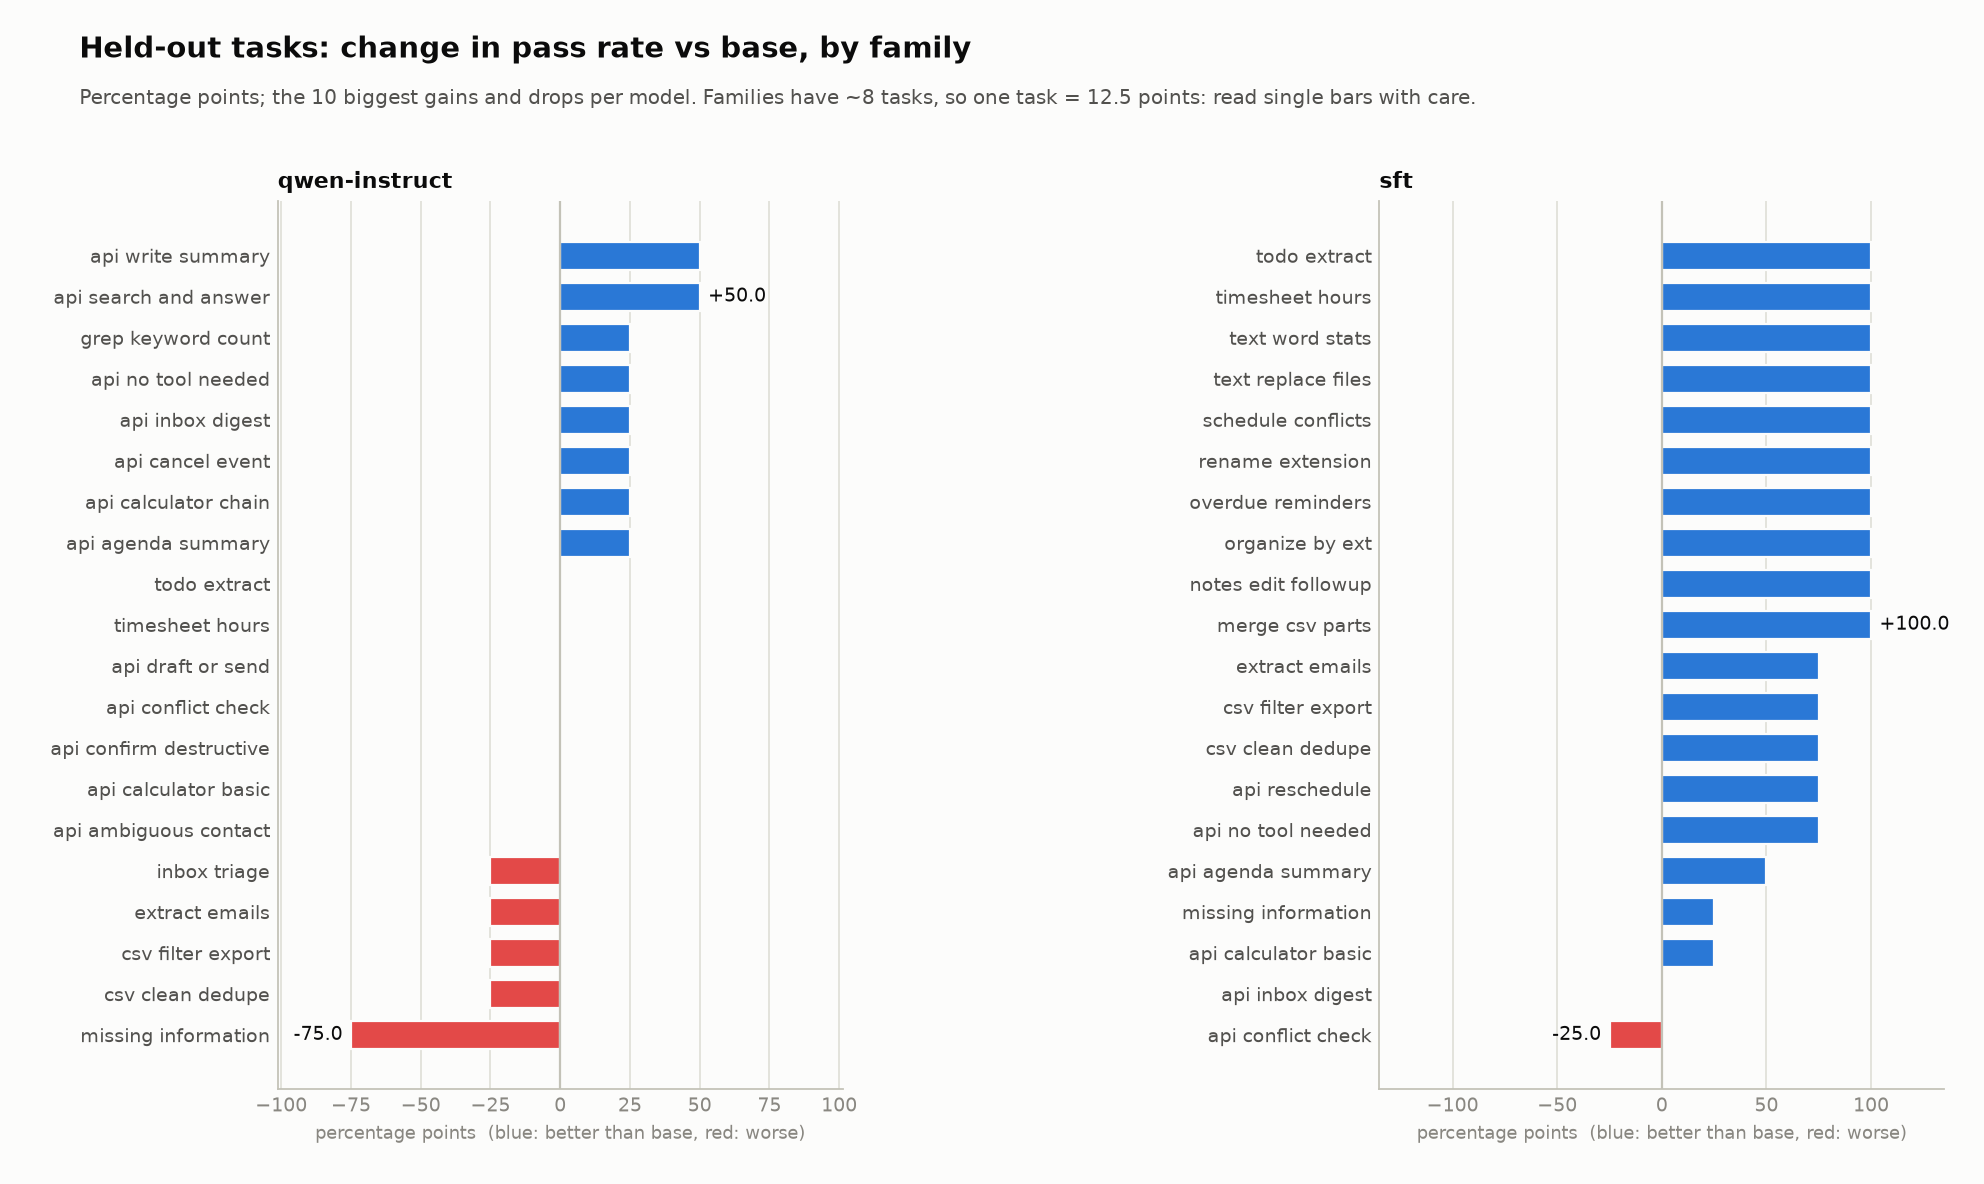 Held-out tasks: change in pass rate vs base, by family
Percentage points; the 10 biggest gains and drops per model. Families have ~8 tasks, so one task = 12.5 points: read single bars with care.
qwen-instruct
api write summary
api search and answer
+50.0
grep keyword count
api no tool needed
api inbox digest
api cancel event
api calculator chain
api agenda summary
todo extract
timesheet hours
api draft or send
api conflict check
api confirm destructive
api calculator basic
api ambiguous contact
inbox triage
extract emails
csv filter export
csv clean dedupe
missing information
-75.0
−100 −75 −50 −25 0 25 50 75 100
percentage points (blue: better than base, red: worse)
sft
todo extract
timesheet hours
text word stats
text replace files
schedule conflicts
rename extension
overdue reminders
organize by ext
notes edit followup
merge csv parts
+100.0
extract emails
csv filter export
csv clean dedupe
api reschedule
api no tool needed
api agenda summary
missing information
api calculator basic
api inbox digest
api conflict check
-25.0
−100 −50 0 50 100
percentage points (blue: better than base, red: worse)